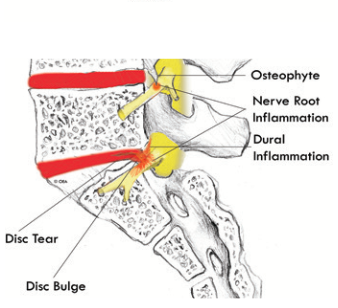 Osteophyte
Nerve Root
Inflammation
Dural
Inflammation
Disc Tear
Disc Bulge